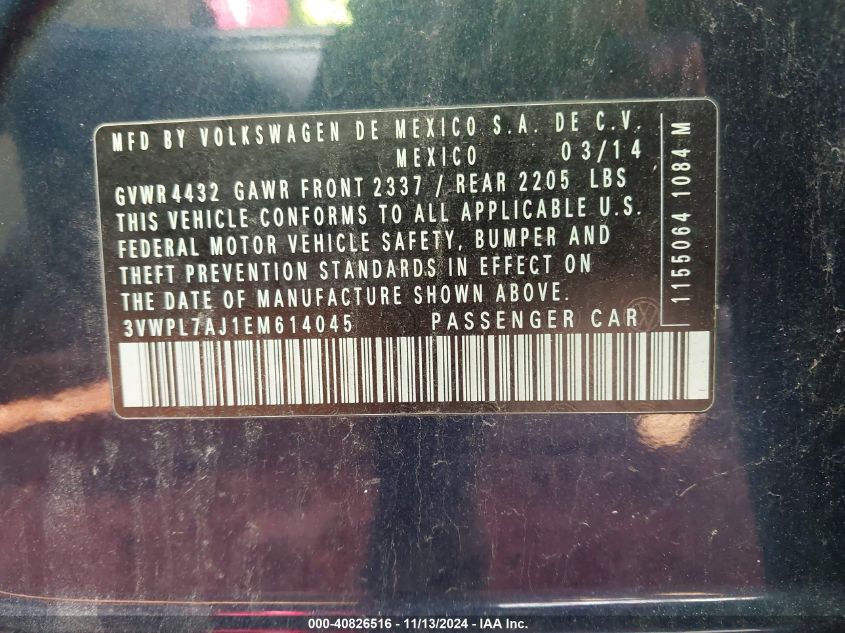 MFD BY VOLKSWAGEN DE MEXICO S.A. DE C.V.
MEXICO 03/14
GVWR 4432 GAWR FRONT 2337 / REAR 2205 LBS
THIS VEHICLE CONFORMS TO ALL APPLICABLE U.S.
FEDERAL MOTOR VEHICLE SAFETY, BUMPER AND
THEFT PREVENTION STANDARDS IN EFFECT ON
THE DATE OF MANUFACTURE SHOWN ABOVE.
3VWPL7AJ1EM614045 PASSENGER CAR
1155064 1084 M
000-40826516 - 11/13/2024 - IAA Inc.